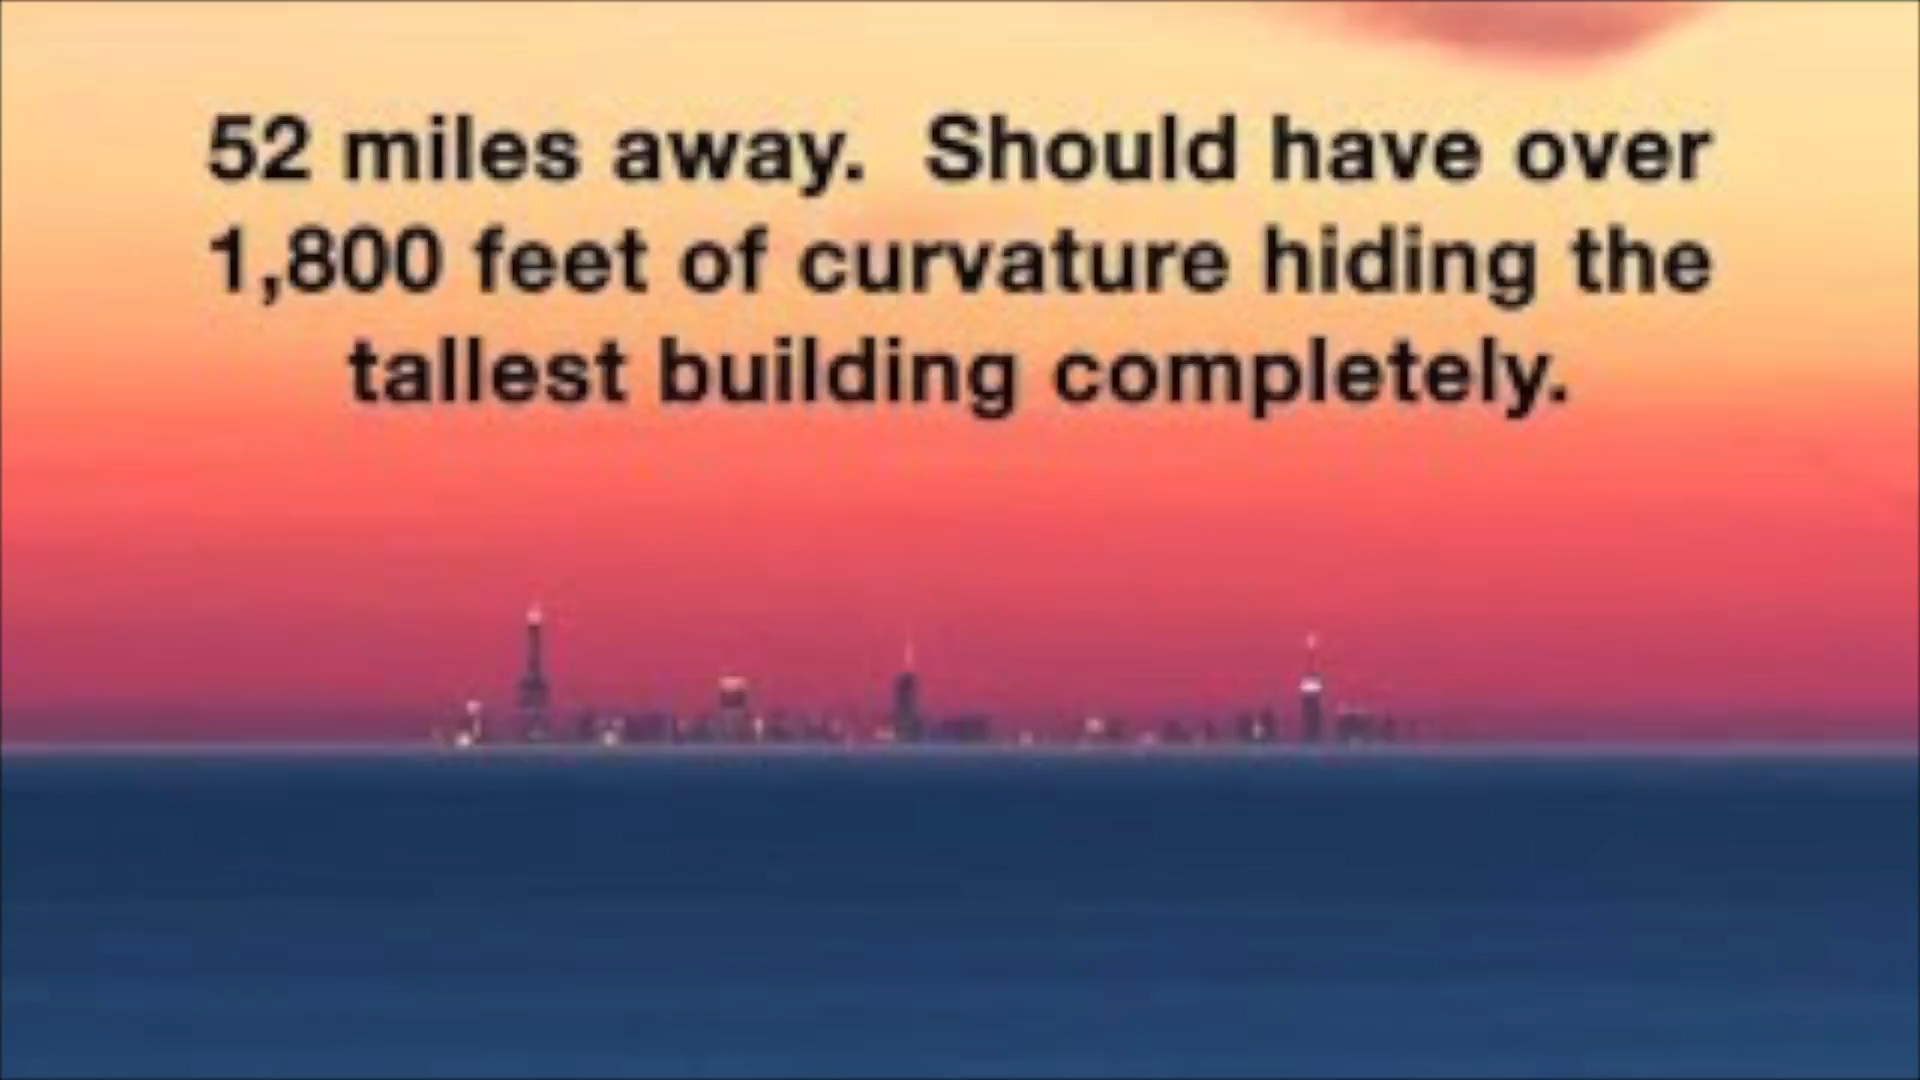 52 miles away.  Should have over
1,800 feet of curvature hiding the
tallest building completely.